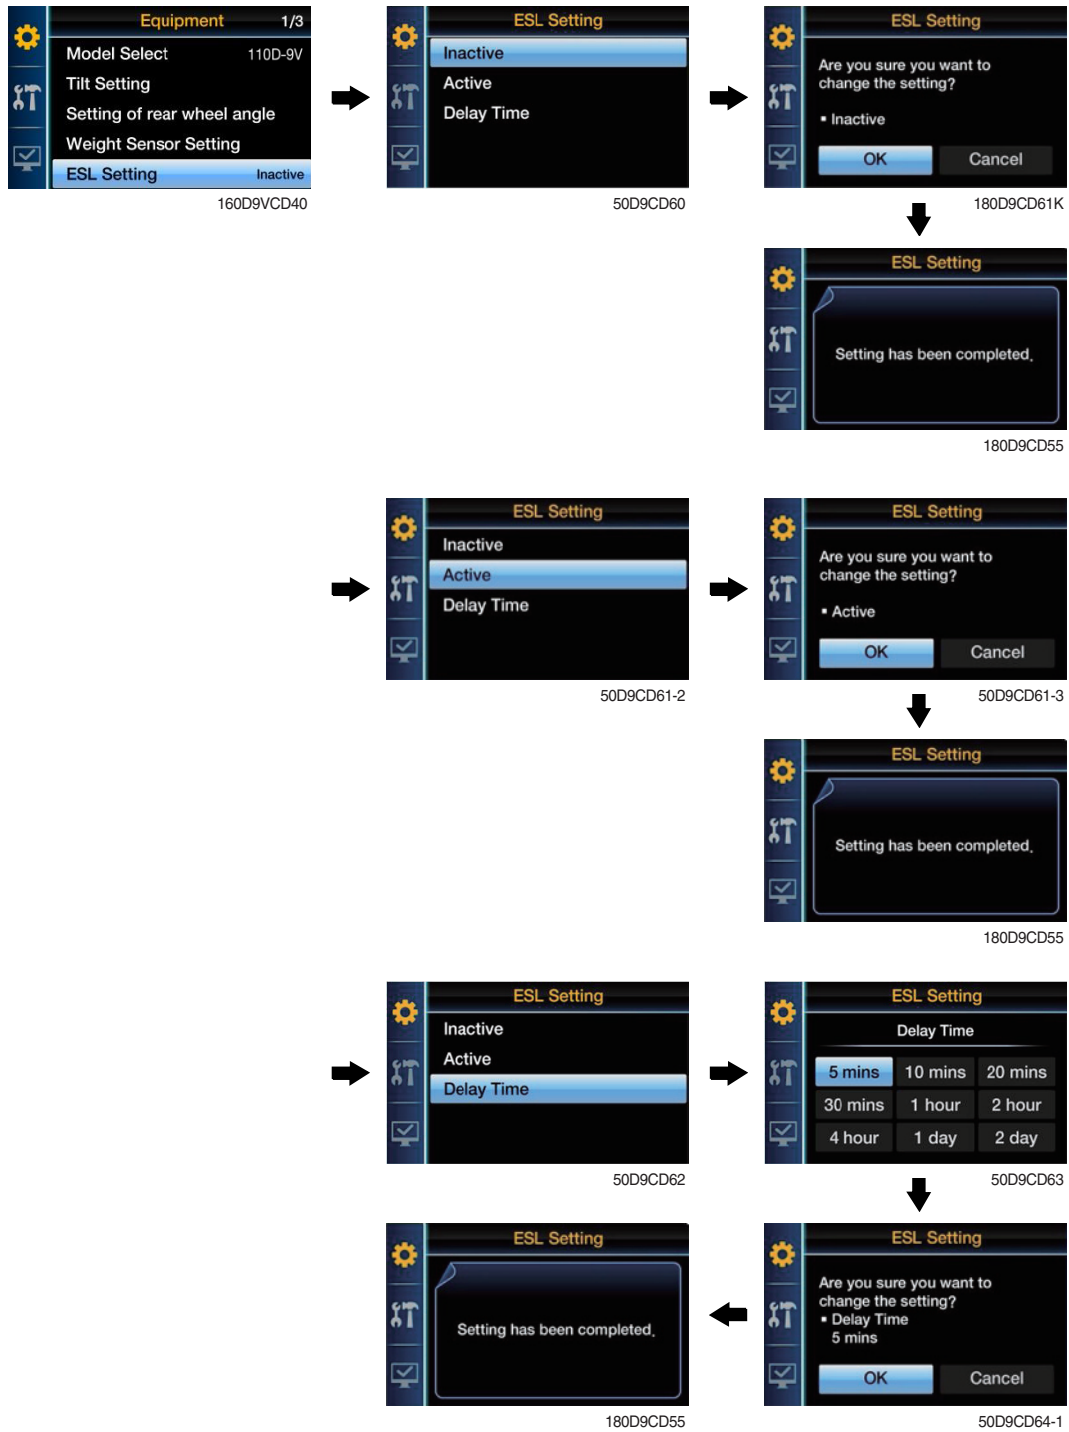 Equipment 1/3
Model Select 110D-9V
Tilt Setting
Setting of rear wheel angle
Weight Sensor Setting
ESL Setting Inactive
160D9VCD40
ESL Setting
Inactive
Active
Delay Time
50D9CD60
ESL Setting
Are you sure you want to
change the setting?
▪ Inactive
OK Cancel
180D9CD61K
ESL Setting
Setting has been completed.
180D9CD55
ESL Setting
Inactive
Active
Delay Time
50D9CD61-2
ESL Setting
Are you sure you want to
change the setting?
▪ Active
OK Cancel
50D9CD61-3
ESL Setting
Setting has been completed.
180D9CD55
ESL Setting
Inactive
Active
Delay Time
50D9CD62
ESL Setting
Delay Time
5 mins 10 mins 20 mins
30 mins 1 hour 2 hour
4 hour 1 day 2 day
50D9CD63
ESL Setting
Are you sure you want to
change the setting?
▪ Delay Time
5 mins
OK Cancel
50D9CD64-1
ESL Setting
Setting has been completed.
180D9CD55